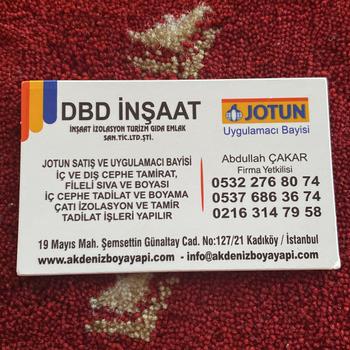 DBD İNŞAAT
İNŞAAT İZOLASYON TURİZM GIDA EMLAK
SAN.TİC.LTD.ŞTİ.
JOTUN
Uygulamacı Bayisi
JOTUN SATIŞ VE UYGULAMACI BAYİSİ
İÇ VE DIŞ CEPHE TAMİRAT,
FİLELİ SIVA VE BOYASI
İÇ CEPHE TADİLAT VE BOYAMA
ÇATI İZOLASYON VE TAMİR
TADİLAT İŞLERİ YAPILIR
Abdullah ÇAKAR
Firma Yetkilisi
0532 276 80 74
0537 686 36 74
0216 314 79 58
19 Mayıs Mah. Şemsettin Günaltay Cad. No:127/21 Kadıköy / İstanbul
www.akdenizboyayapi.com - info@akdenizboyayapi.com